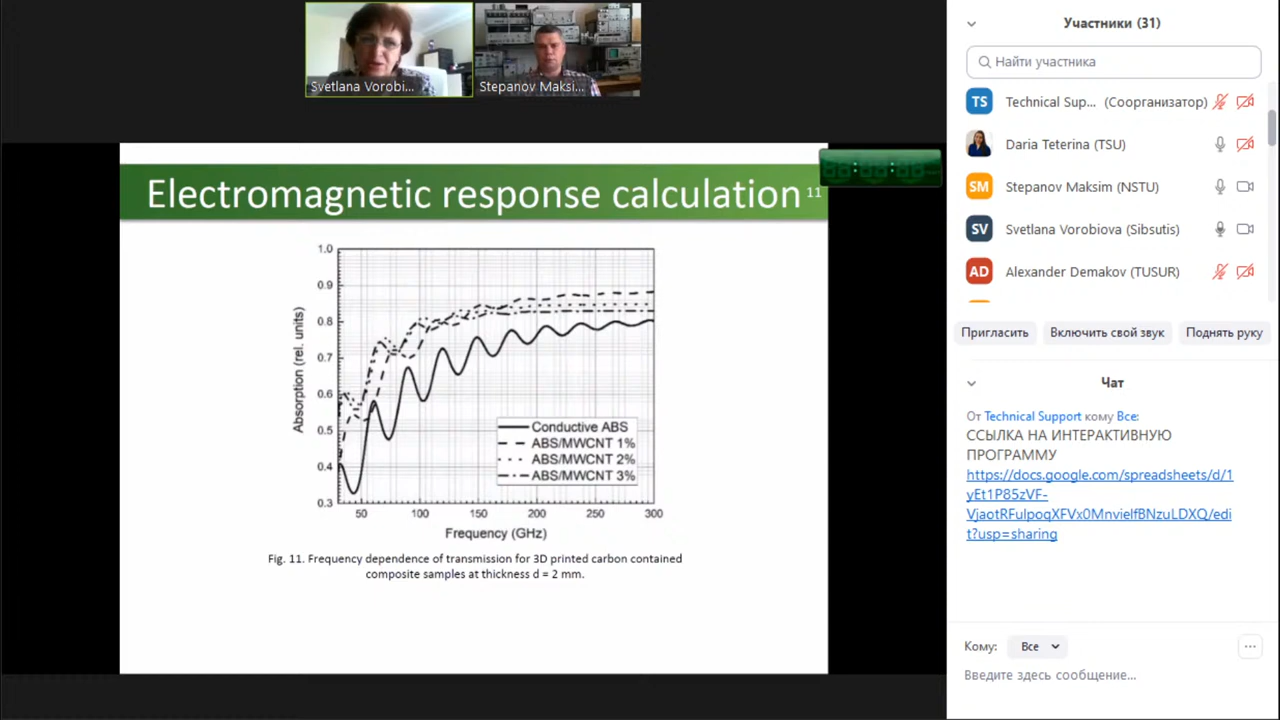 Svetlana Vorobi...
Stepanov Maksi...
Electromagnetic response calculation
11
1.0
0.9
0.8
0.7
0.6
0.5
0.4
0.3
Absorption (rel. units)
Conductive ABS
ABS/MWCNT 1%
ABS/MWCNT 2%
ABS/MWCNT 3%
50 100 150 200 250 300
Frequency (GHz)
Fig. 11. Frequency dependence of transmission for 3D printed carbon contained
composite samples at thickness d = 2 mm.
Участники (31)
Найти участника
TS Technical Sup... (Соорганизатор)
Daria Teterina (TSU)
SM Stepanov Maksim (NSTU)
SV Svetlana Vorobiova (Sibsutis)
AD Alexander Demakov (TUSUR)
Пригласить Включить свой звук Поднять руку
Чат
От Technical Support кому Все:
ССЫЛКА НА ИНТЕРАКТИВНУЮ
ПРОГРАММУ
https://docs.google.com/spreadsheets/d/1
yEt1P85zVF-
VjaotRFulpoqXFVx0MnvielfBNzuLDXQ/edi
t?usp=sharing
Кому: Все
Введите здесь сообщение...